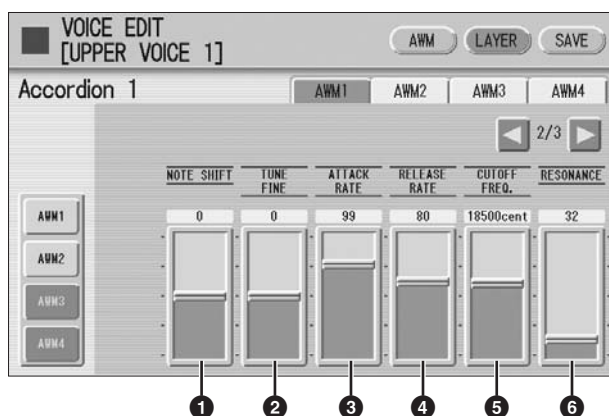 VOICE EDIT
[UPPER VOICE 1]
AWM LAYER SAVE
Accordion 1
AWM1 AWM2 AWM3 AWM4
2/3
NOTE SHIFT TUNE FINE ATTACK RATE RELEASE RATE CUTOFF FREQ. RESONANCE
0 0 99 80 18500cent 32
AWM1
AWM2
AWM3
AWM4
1 2 3 4 5 6